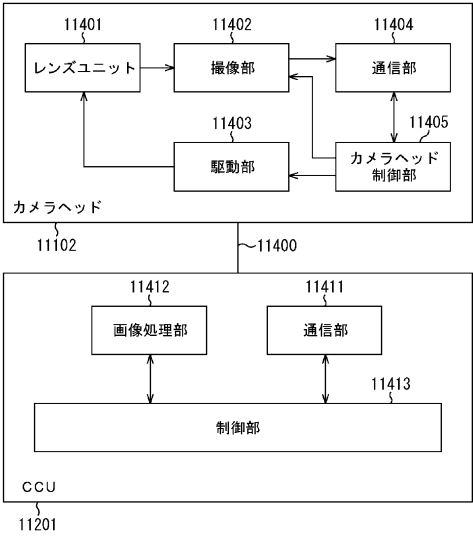 11401
11402
11404
レンズユニット
撮像部
通信部
11403
11405
駆動部
カメラヘッド
制御部
カメラヘッド
11102
11400
11412
11411
画像処理部
通信部
11413
制御部
CCU
11201